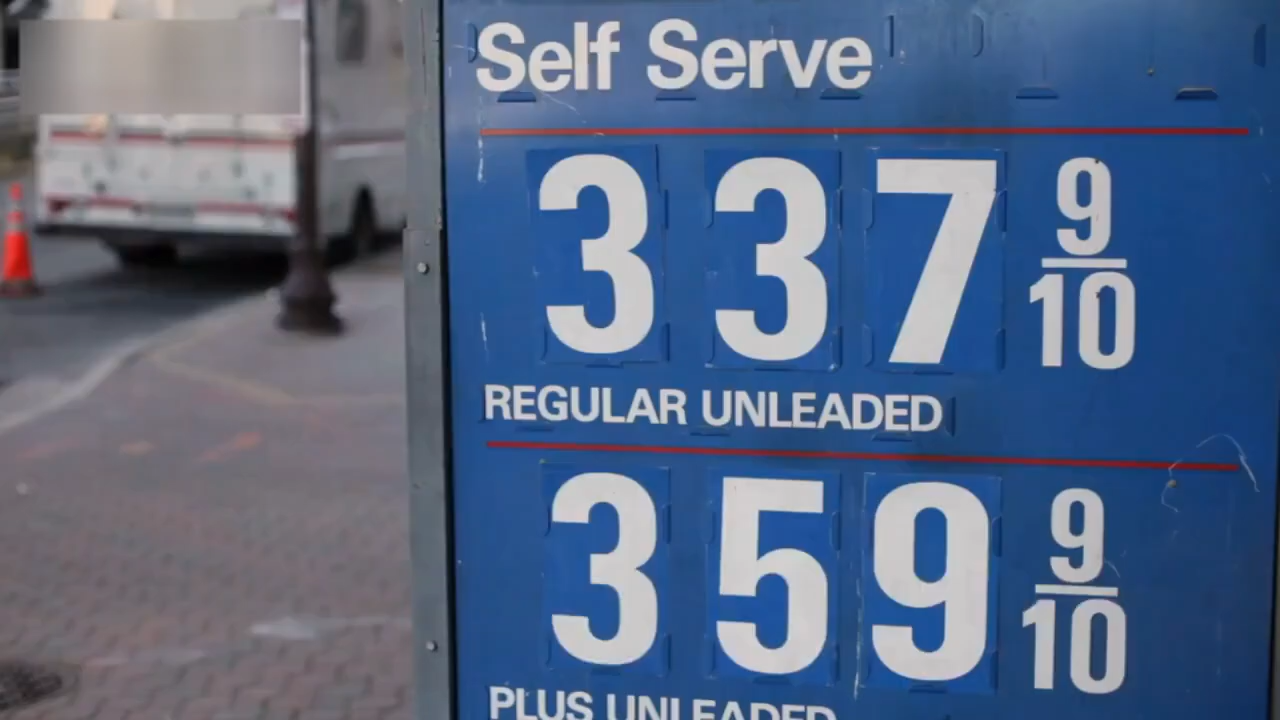 Self Serve
337 9/10
REGULAR UNLEADED
359 9/10
PLUS UNLEADED